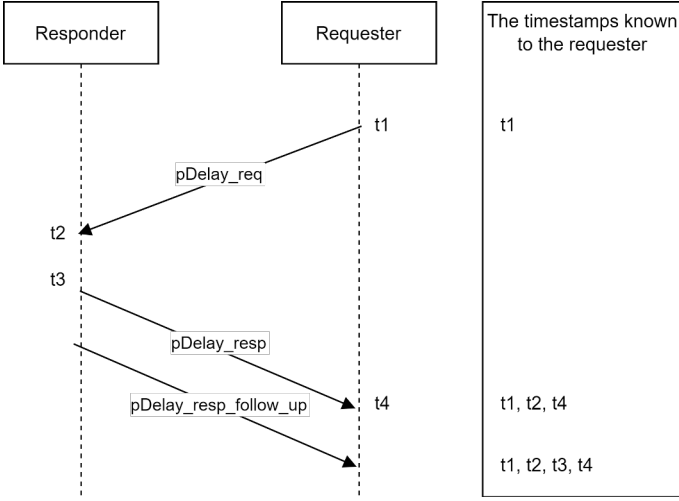 Responder
Requester
The timestamps known
to the requester
t1
t1
pDelay_req
t2
t3
pDelay_resp
pDelay_resp_follow_up
t4
t1, t2, t4
t1, t2, t3, t4